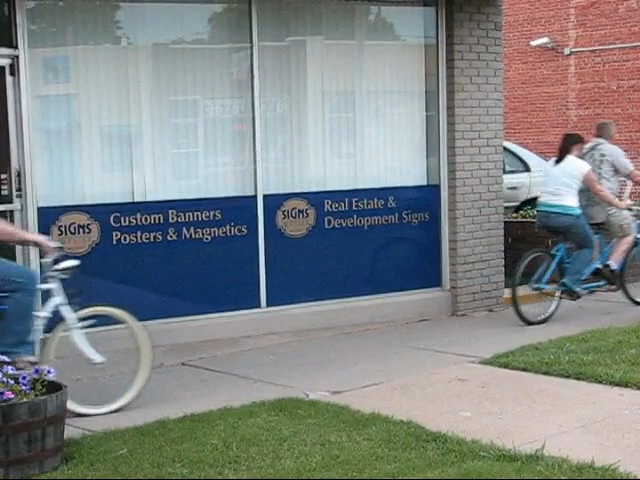 SIGNS
Custom Banners
Posters & Magnetics
SIGNS
Real Estate &
Development Signs